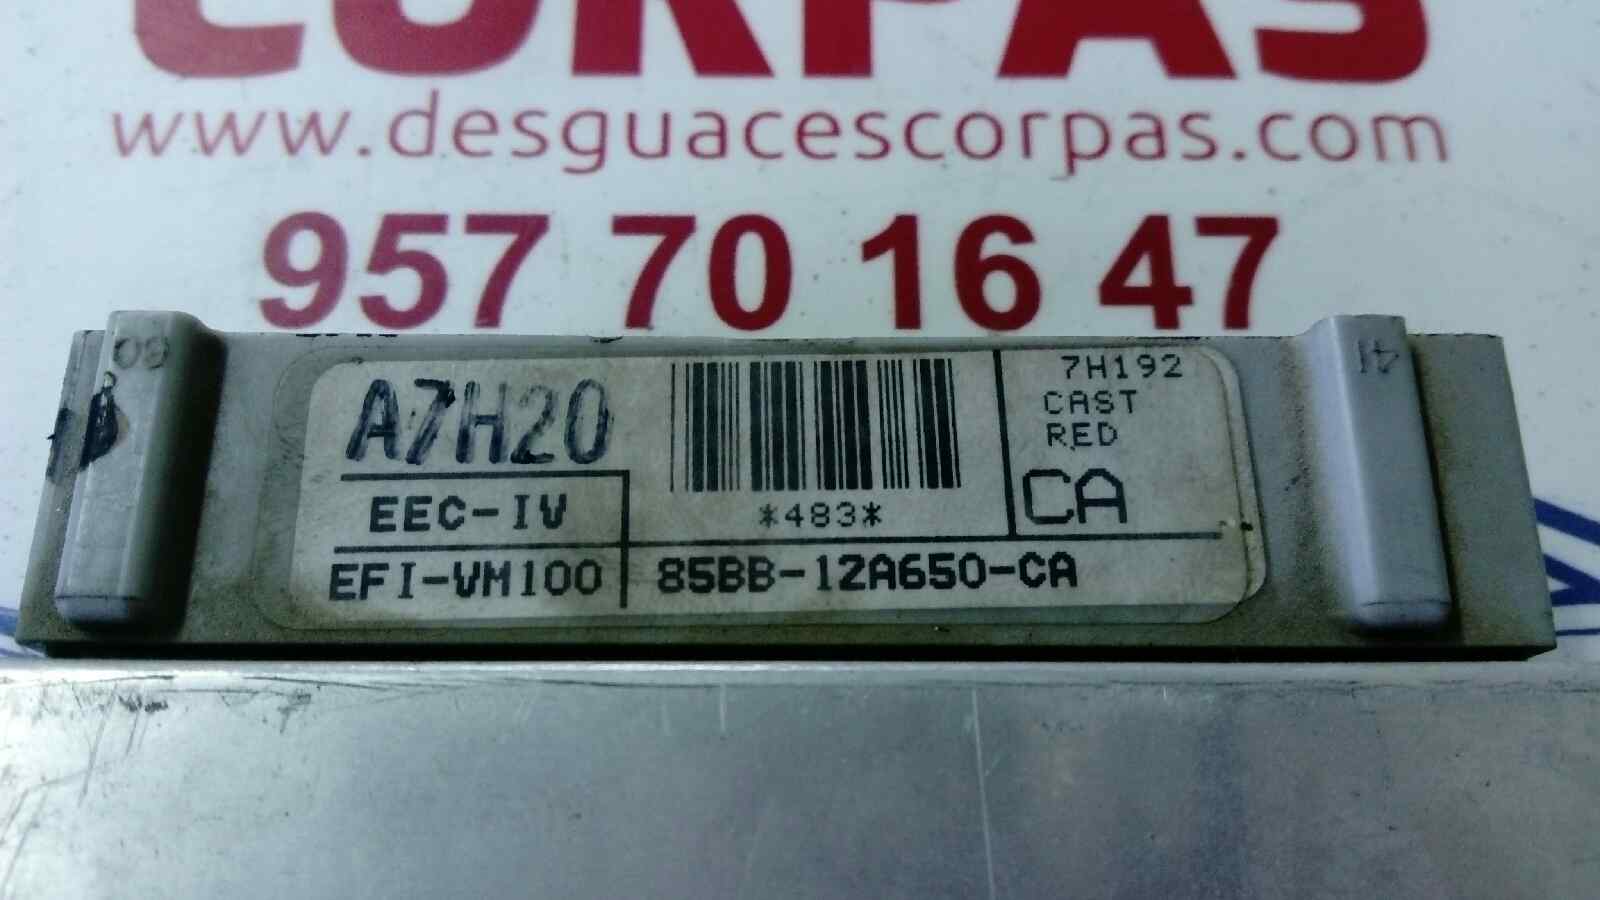 CORPAS
www.desguacescorpas.com
957 70 16 47
60
41
A7H20
7H192
CAST
RED
CA
EEC-IV
*483*
EFI-VM100
85BB-12A650-CA